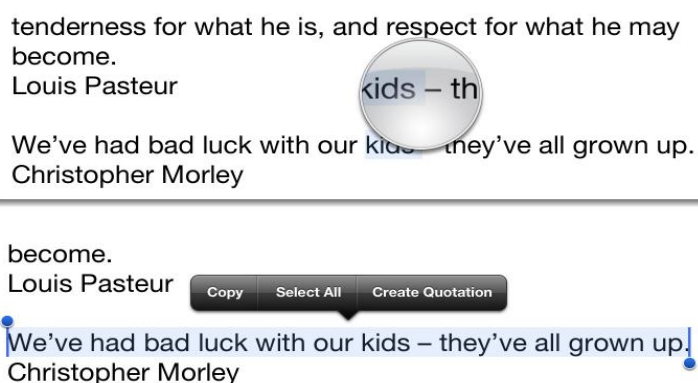 tenderness for what he is, and respect for what he may
become.
Louis Pasteur
kids – th
We've had bad luck with our kids they've all grown up.
Christopher Morley
become.
Louis Pasteur
Copy Select All Create Quotation
We've had bad luck with our kids – they've all grown up.
Christopher Morley